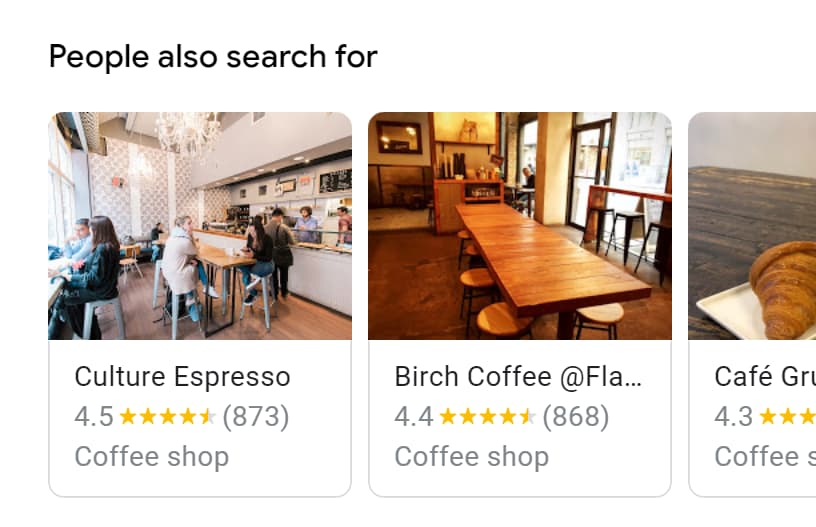 People also search for
Culture Espresso
4.5 (873)
Coffee shop
Birch Coffee @Fla...
4.4 (868)
Coffee shop
Café
4.3
Coffee